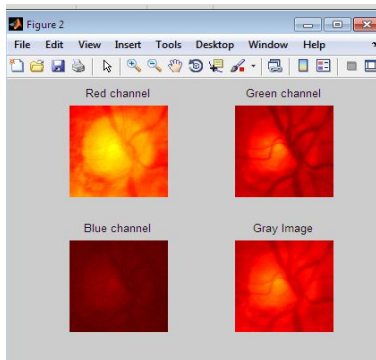 Figure 2
File Edit View Insert Tools Desktop Window Help
Red channel Green channel
Blue channel Gray Image